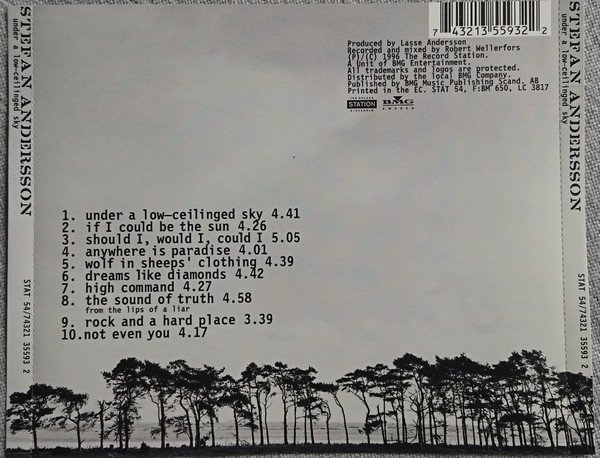 STEFAN ANDERSSON
under a low-ceilinged sky
STAT 54/74321 35593 2
7 43213 55932 2
Produced by Lasse Andersson
Recorded and mixed by Robert Wellerfors
(P)/(C) 1996 The Record Station.
A Unit of BMG Entertainment.
All trademarks and logos are protected.
Distributed by the local BMG Company.
Published by BMG Music Publishing Scand. AB
Printed in the EC. STAT 54, F:BM 650, LC 3817
THE RECORD
STATION
STOCKHOLM
BMG
SWEDEN
1. under a low-ceilinged sky 4.41
2. if I could be the sun 4.26
3. should I, would I, could I 5.05
4. anywhere is paradise 4.01
5. wolf in sheeps' clothing 4.39
6. dreams like diamonds 4.42
7. high command 4.27
8. the sound of truth 4.58
from the lips of a liar
9. rock and a hard place 3.39
10.not even you 4.17
STEFAN ANDERSSON
under a low-ceilinged sky
STAT 54/74321 35593 2